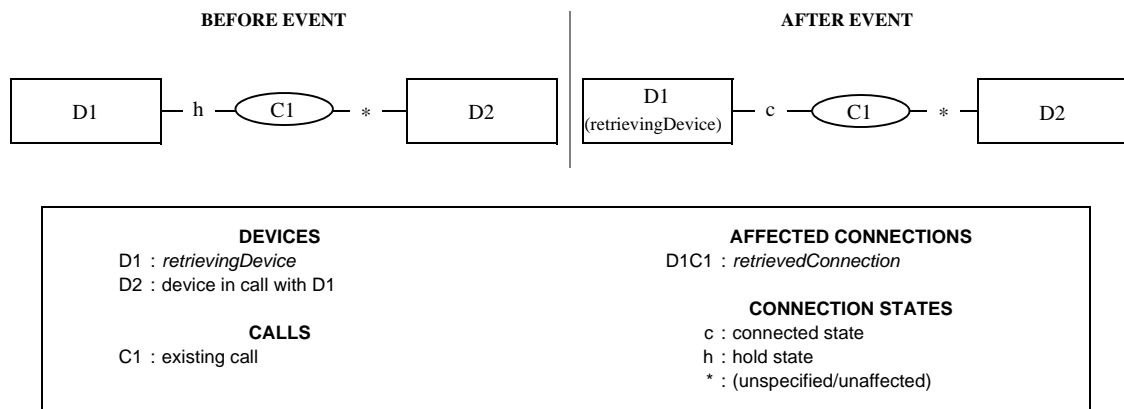 BEFORE EVENT
AFTER EVENT
D1 h C1 * D2
D1
(retrievingDevice)
c C1 * D2
DEVICES
D1 : retrievingDevice
D2 : device in call with D1
CALLS
C1 : existing call
AFFECTED CONNECTIONS
D1C1 : retrievedConnection
CONNECTION STATES
c : connected state
h : hold state
* : (unspecified/unaffected)